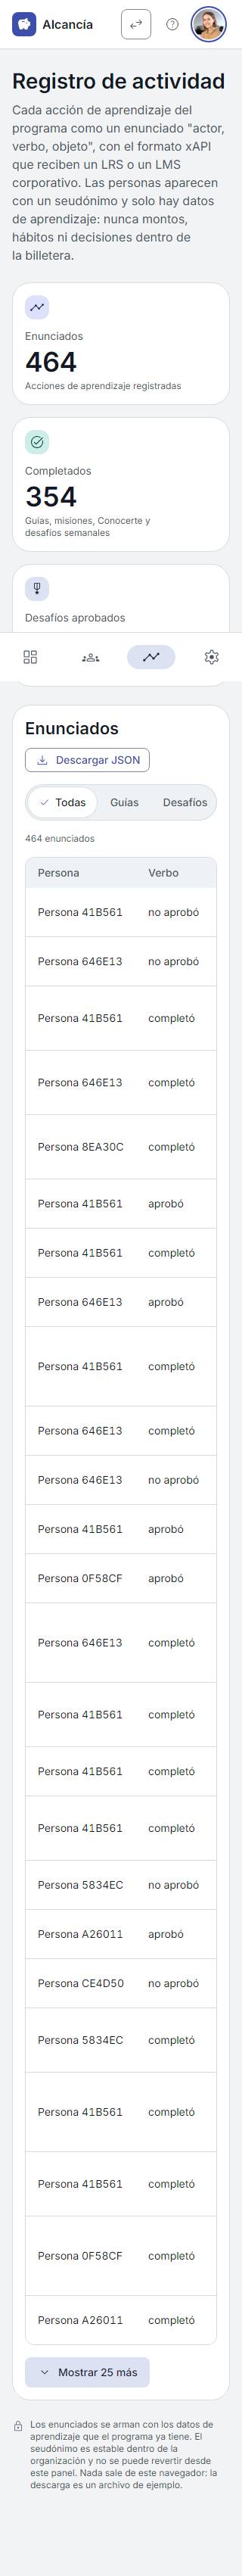 Alcancía
Registro de actividad
Cada acción de aprendizaje del
programa como un enunciado "actor,
verbo, objeto", con el formato xAPI
que reciben un LRS o un LMS
corporativo. Las personas aparecen
con un seudónimo y solo hay datos
de aprendizaje: nunca montos,
hábitos ni decisiones dentro de
la billetera.
Enunciados
464
Acciones de aprendizaje registradas
Completados
354
Guías, misiones, Conocerte y
desafíos semanales
Desafíos aprobados
Enunciados
Descargar JSON
Todas Guías Desafíos
464 enunciados
Persona Verbo
Persona 41B561 no aprobó
Persona 646E13 no aprobó
Persona 41B561 completó
Persona 646E13 completó
Persona 8EA30C completó
Persona 41B561 aprobó
Persona 41B561 completó
Persona 646E13 aprobó
Persona 41B561 completó
Persona 646E13 completó
Persona 646E13 no aprobó
Persona 41B561 aprobó
Persona 0F58CF aprobó
Persona 646E13 completó
Persona 41B561 completó
Persona 41B561 completó
Persona 41B561 completó
Persona 5834EC no aprobó
Persona A26011 aprobó
Persona CE4D50 no aprobó
Persona 5834EC completó
Persona 41B561 completó
Persona 41B561 completó
Persona 0F58CF completó
Persona A26011 completó
Mostrar 25 más
Los enunciados se arman con los datos de
aprendizaje que el programa ya tiene. El
seudónimo es estable dentro de la
organización y no se puede revertir desde
este panel. Nada sale de este navegador: la
descarga es un archivo de ejemplo.